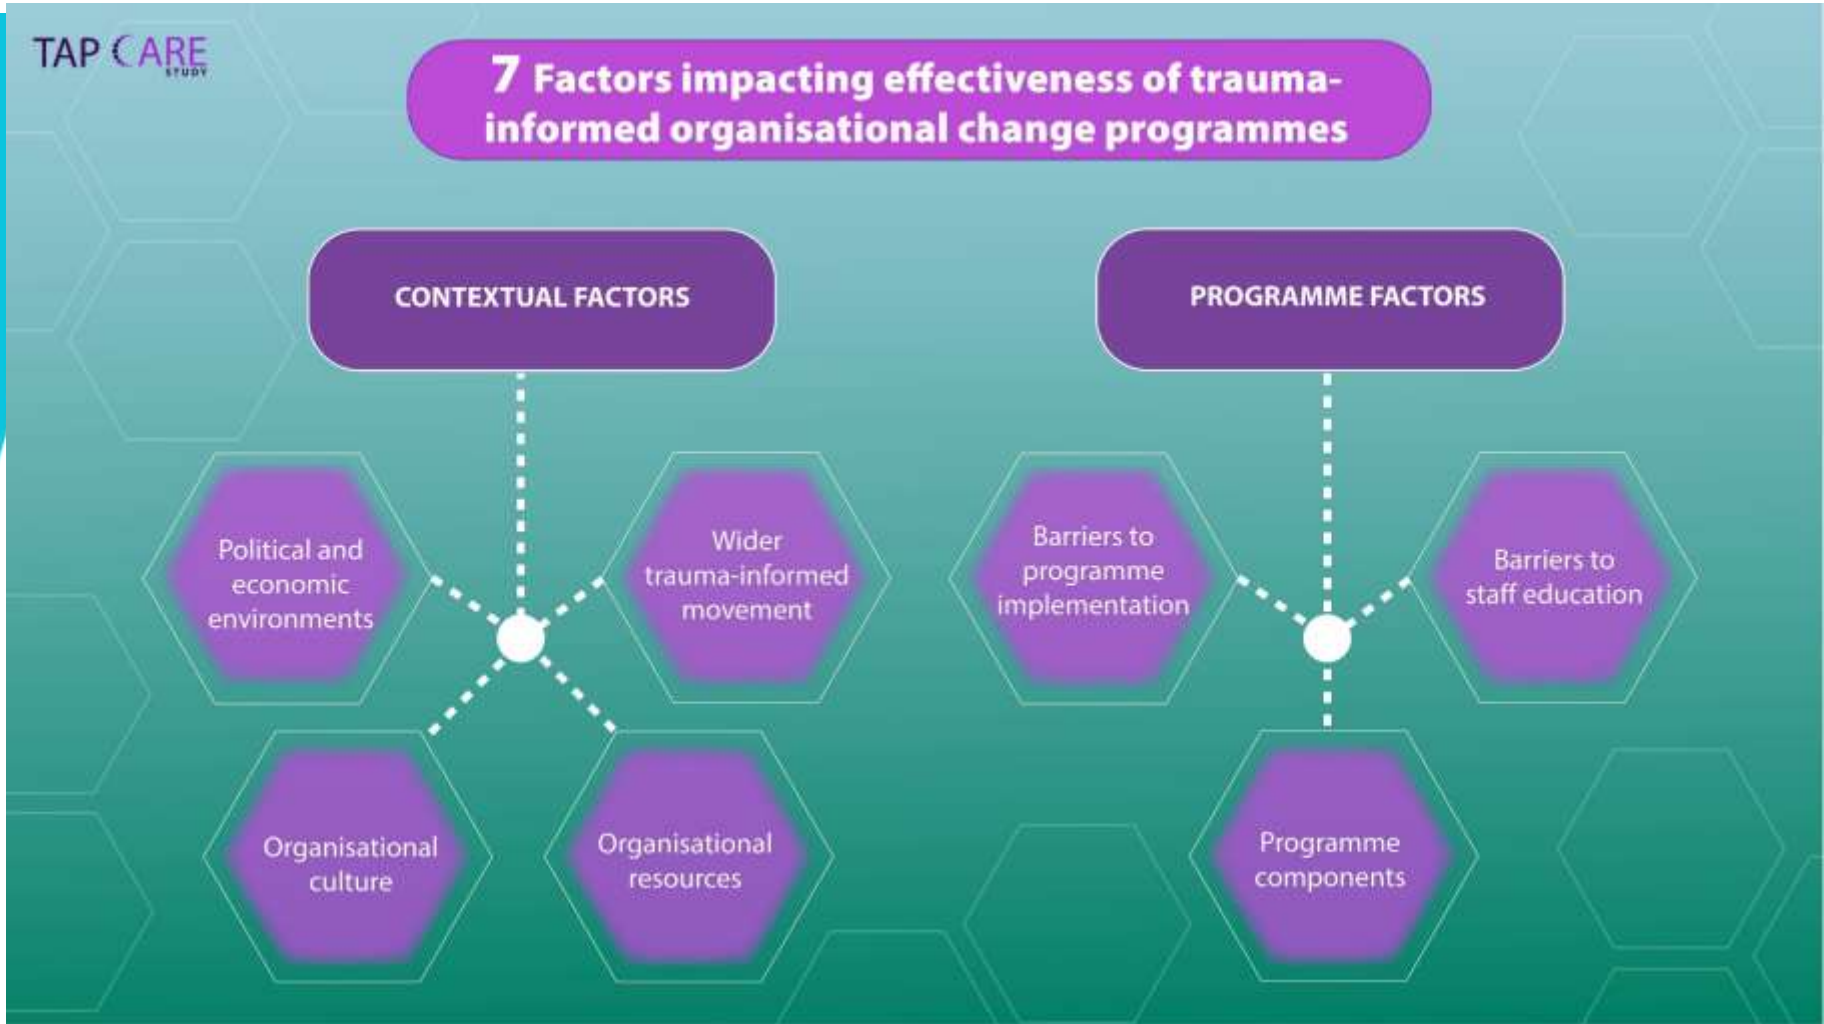 TAP CARE
STUDY
7 Factors impacting effectiveness of trauma-
informed organisational change programmes
CONTEXTUAL FACTORS
Political and
economic
environments
Wider
trauma-informed
movement
Organisational
culture
Organisational
resources
PROGRAMME FACTORS
Barriers to
programme
implementation
Barriers to
staff education
Programme
components